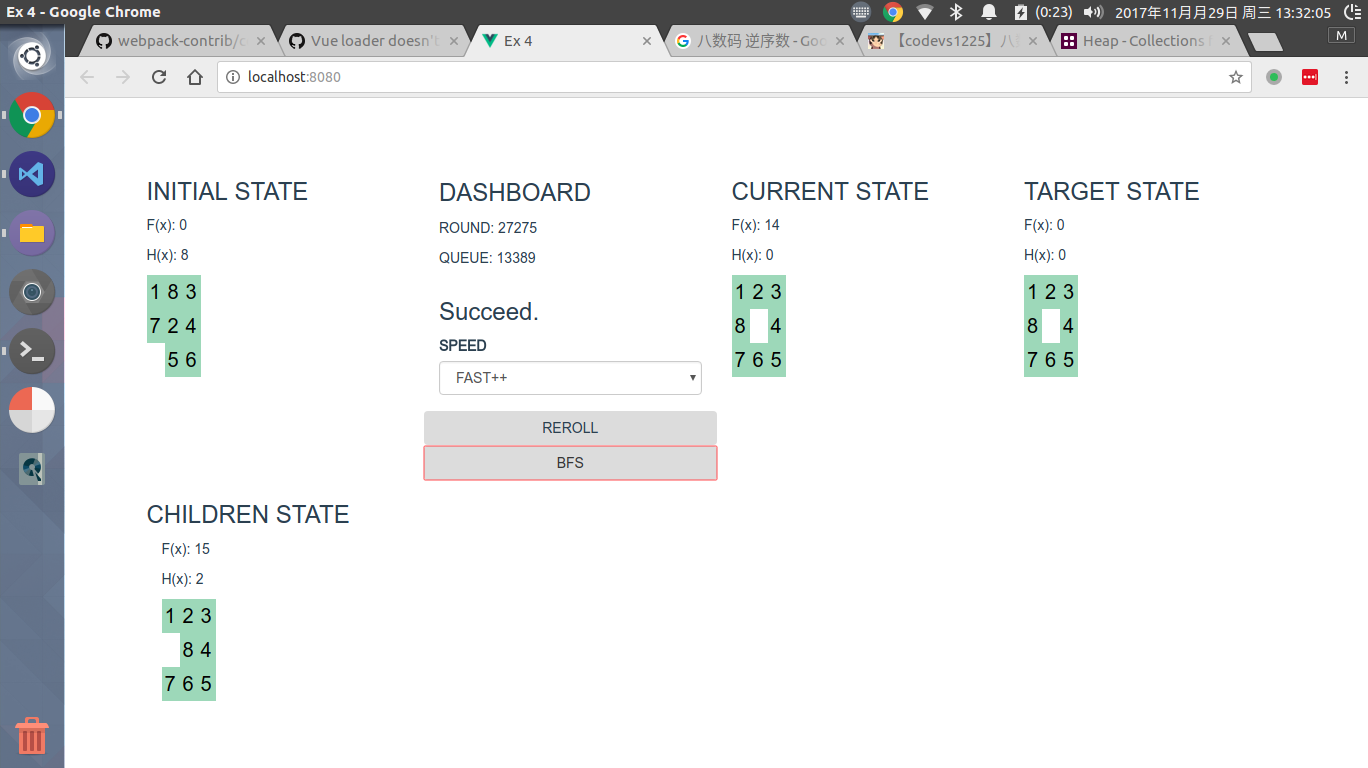 Ex 4 - Google Chrome
(0:23)
2017年11月月29日 周三 13:32:05
webpack-contrib/
Vue loader doesn't
Ex 4
八数码 逆序数 - Goo
【codevs1225】八
Heap - Collections
M
localhost:8080
INITIAL STATE
F(x): 0
H(x): 8
1 8 3
7 2 4
5 6
DASHBOARD
ROUND: 27275
QUEUE: 13389
Succeed.
SPEED
FAST++
REROLL
BFS
CURRENT STATE
F(x): 14
H(x): 0
1 2 3
8 4
7 6 5
TARGET STATE
F(x): 0
H(x): 0
1 2 3
8 4
7 6 5
CHILDREN STATE
F(x): 15
H(x): 2
1 2 3
8 4
7 6 5